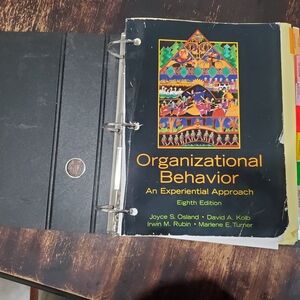 Organizational
Behavior
An Experiential Approach
Eighth Edition
Joyce S. Osland • David A. Kolb
Irwin M. Rubin • Marlene E. Turner